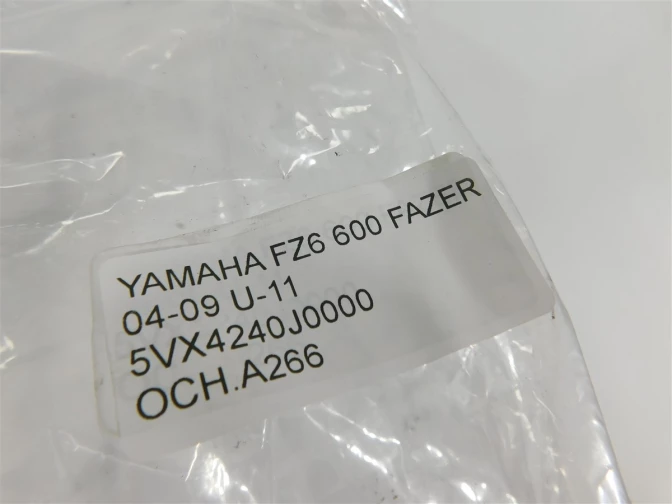 YAMAHA FZ6 600 FAZER
04-09 U-11
5VX4240J0000
OCH.A266